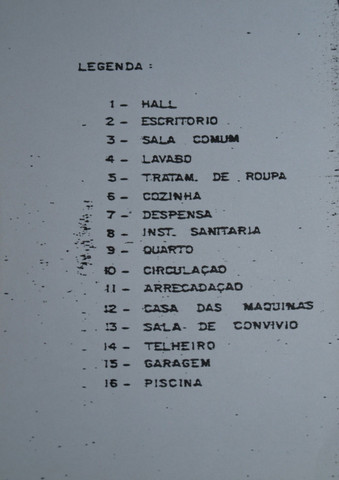 LEGENDA :
1 - HALL
2 - ESCRITORIO
3 - SALA COMUM
4 - LAVABO
5 - TRATAM. DE ROUPA
6 - COZINHA
7 - DESPENSA
8 - INST. SANITARIA
9 - QUARTO
10 - CIRCULAÇAO
11 - ARRECADAÇAO
12 - CASA DAS MAQUINAS
13 - SALA DE CONVIVIO
14 - TELHEIRO
15 - GARAGEM
16 - PISCINA